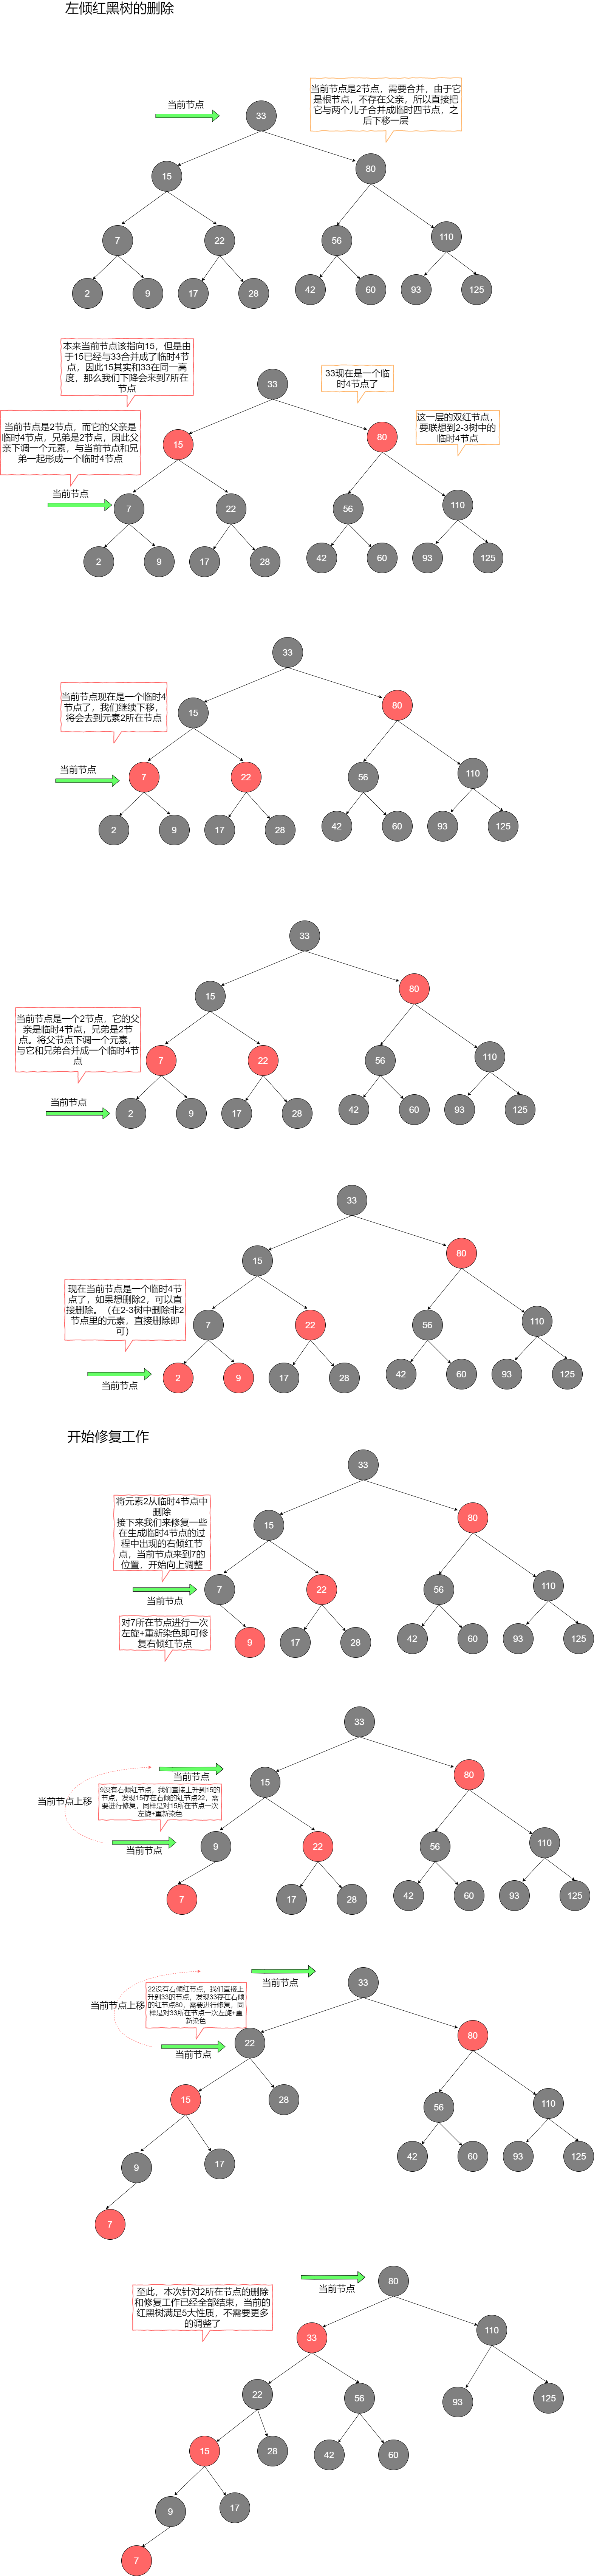 左倾红黑树的删除
当前节点
当前节点是2节点，需要合并，由于它
是根节点，不存在父亲，所以直接把
它与两个儿子合并成临时四节点，之
后下移一层
33
15
80
7
22
56
110
2
9
17
28
42
60
93
125
本来当前节点该指向15，但是由
于15已经与33合并成了临时4节
点，因此15其实和33在同一高
度，那么我们下降会来到7所在
节点
33现在是一个临
时4节点了
33
当前节点是2节点，而它的父亲是
临时4节点，兄弟是2节点，因此父
亲下调一个元素，与当前节点和兄
弟一起形成一个临时4节点
这一层的双红节点，
要联想到2-3树中的
临时4节点
15
80
当前节点
7
22
56
110
2
9
17
28
42
60
93
125
33
当前节点现在是一个临时4
节点了，我们继续下移，
将会去到元素2所在节点
15
80
当前节点
7
22
56
110
2
9
17
28
42
60
93
125
33
15
80
当前节点是一个2节点，它的父
亲是临时4节点，兄弟是2节
点。将父节点下调一个元素，
与它和兄弟合并成一个临时4节
点
7
22
56
110
当前节点
2
9
17
28
42
60
93
125
33
15
80
现在当前节点是一个临时4节
节点了，如果想删除2，可以直
接删除。（在2-3树中删除非2
节点里的元素，直接删除即
可）
7
22
56
110
当前节点
2
9
17
28
42
60
93
125
开始修复工作
33
将元素2从临时4节点中
删除
接下来我们来修复一些
在生成临时4节点的过
程中出现的右倾红节
点，当前节点来到7的
位置，开始向上调整
15
80
7
22
56
110
当前节点
对7所在节点进行一次
左旋+重新染色即可修
复右倾红节点
9
17
28
42
60
93
125
33
当前节点
15
80
当前节点上移
9没有右倾红节点，我们直接上升到15的
节点，发现15存在右倾的红节点22，需
要进行修复，同样是对15所在节点一次
左旋+重新染色
当前节点
9
22
56
110
7
17
28
42
60
93
125
当前节点
33
当前节点上移
22没有右倾红节点，我们直接上
升到33的节点，发现33存在右倾
的红节点80，需要进行修复，同
样是对33所在节点一次左旋+重
新染色
当前节点
22
80
15
28
56
110
9
17
42
60
93
125
7
当前节点
80
至此，本次针对2所在节点的删除
和修复工作已经全部结束，当前的
红黑树满足5大性质，不需要更多
的调整了
33
110
22
56
93
125
15
28
42
60
9
17
7